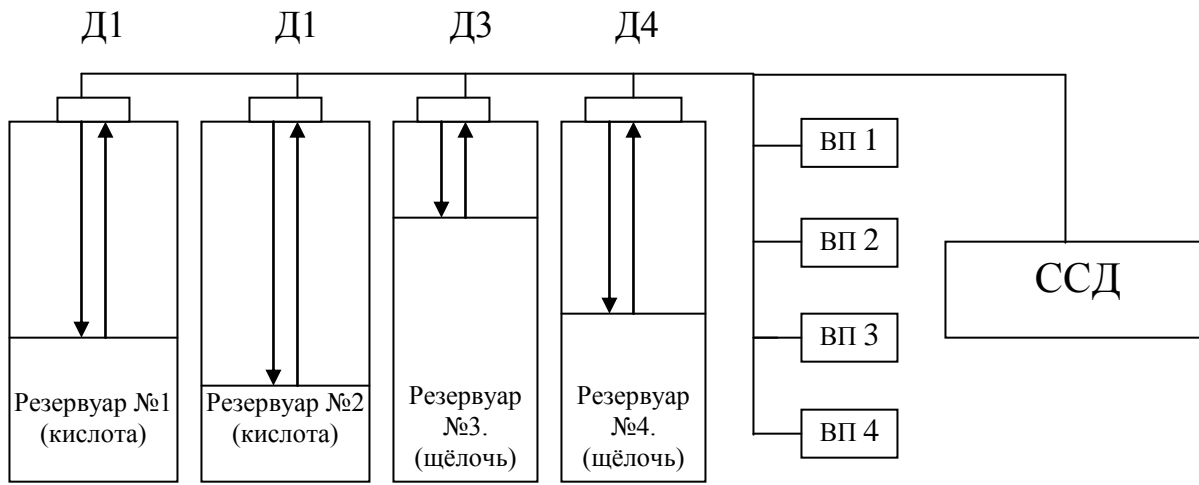 Д1
Д1
Д3
Д4
ВП 1
ВП 2
ВП 3
ВП 4
ССД
Резервуар №1
(кислота)
Резервуар №2
(кислота)
Резервуар
№3.
(щёлочь)
Резервуар
№4.
(щёлочь)